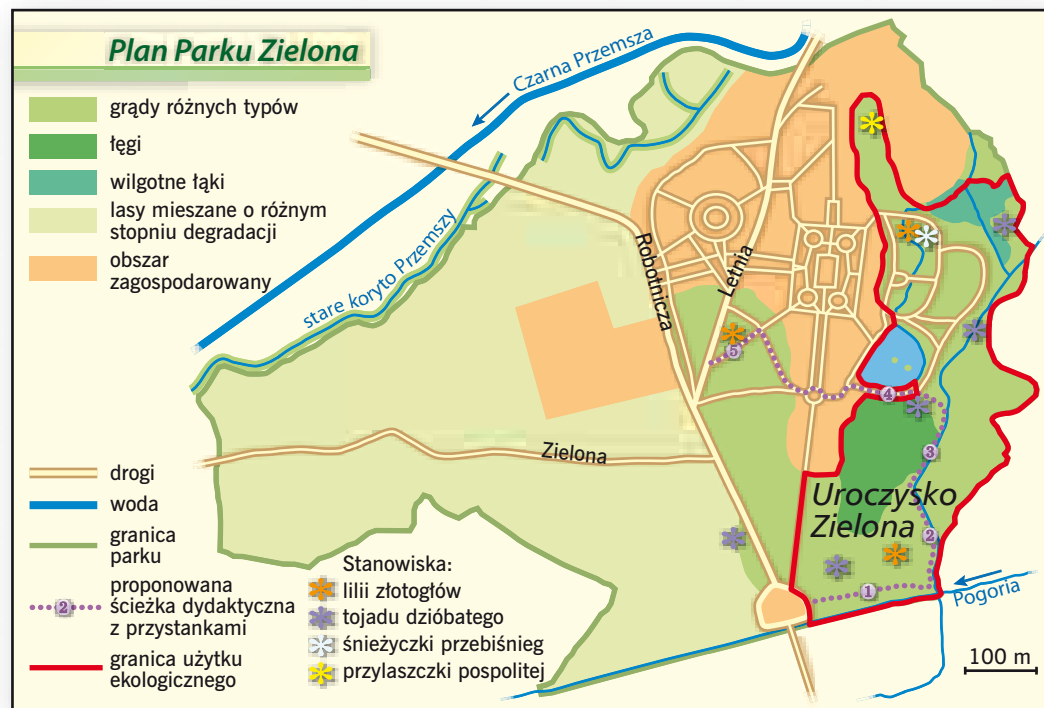 Plan Parku Zielona
grądy różnych typów
łęgi
wilgotne łąki
lasy mieszane o różnym
stopniu degradacji
obszar
zagospodarowany
Czarna Przemsza
stare koryto Przemszy
Robotnicza
Letnia
5
4
3
Zielona
Uroczysko
Zielona
2
1
Pogoria
drogi
woda
granica
parku
2
proponowana
ścieżka dydaktyczna
z przystankami
granica użytku
ekologicznego
Stanowiska:
lilii złotogłów
tojadu dzióbatego
śnieżyczki przebiśnieg
przylaszczki pospolitej
100 m